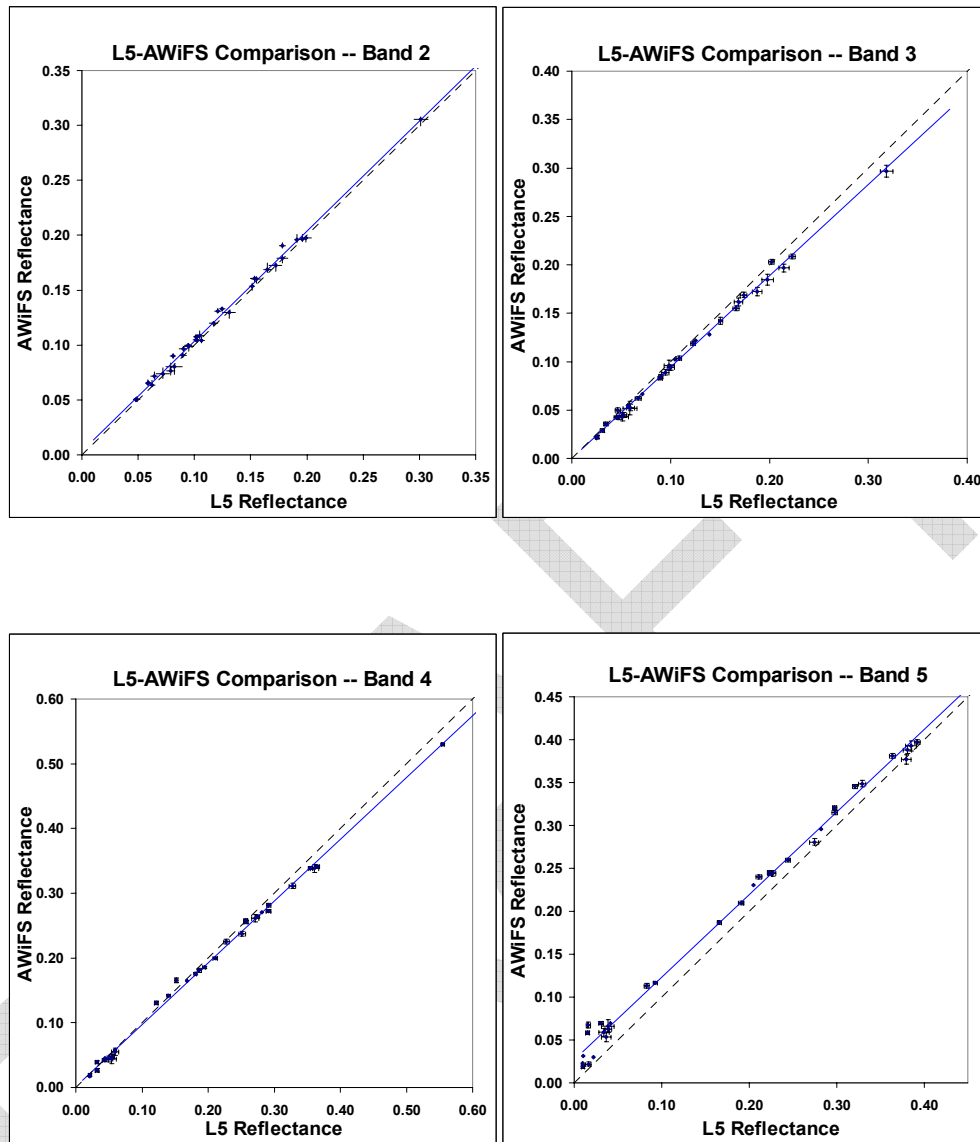 L5-AWiFS Comparison -- Band 2
0.35
0.30
0.25
0.20
0.15
0.10
0.05
0.00
AWiFS Reflectance
0.00 0.05 0.10 0.15 0.20 0.25 0.30 0.35
L5 Reflectance
L5-AWiFS Comparison -- Band 3
0.40
0.35
0.30
0.25
0.20
0.15
0.10
0.05
0.00
AWiFS Reflectance
0.00 0.10 0.20 0.30 0.40
L5 Reflectance
L5-AWiFS Comparison -- Band 4
0.60
0.50
0.40
0.30
0.20
0.10
0.00
AWiFS Reflectance
0.00 0.10 0.20 0.30 0.40 0.50 0.60
L5 Reflectance
L5-AWiFS Comparison -- Band 5
0.45
0.40
0.35
0.30
0.25
0.20
0.15
0.10
0.05
0.00
AWiFS Reflectance
0.00 0.10 0.20 0.30 0.40
L5 Reflectance